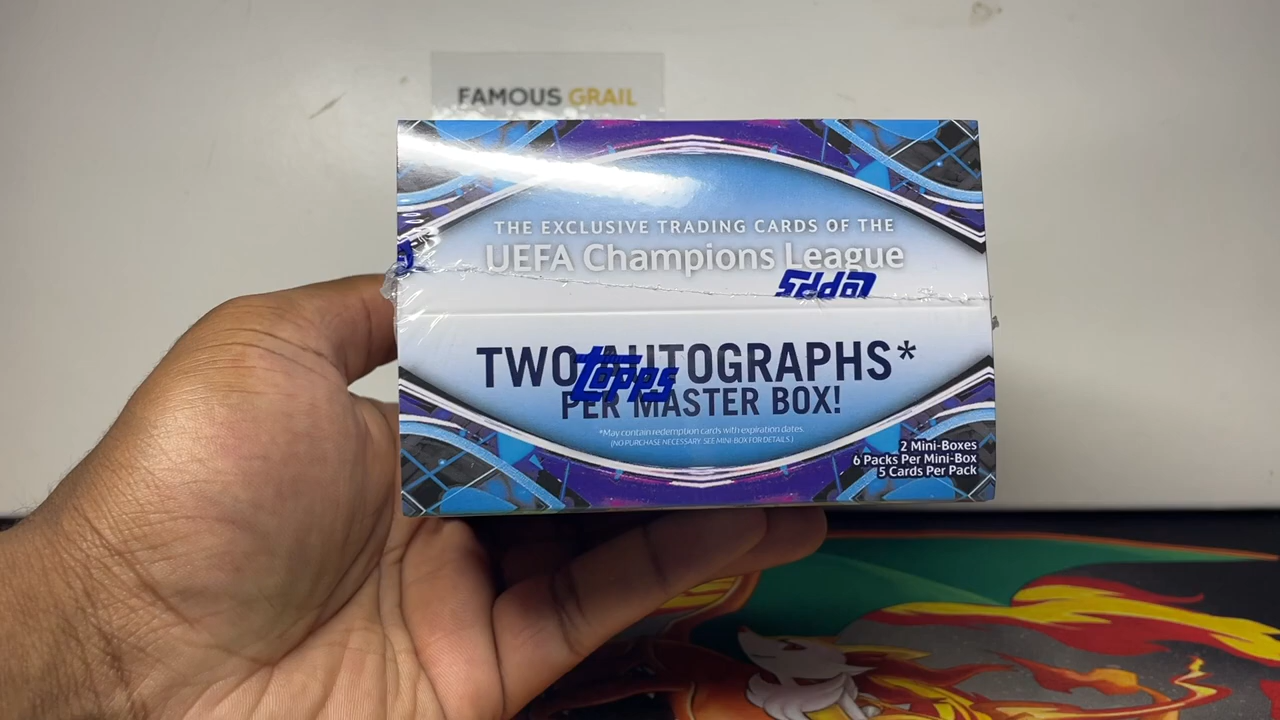 FAMOUS GRAIL
THE EXCLUSIVE TRADING CARDS OF THE
UEFA Champions League
topps
TWO AUTOGRAPHS*
topps
PER MASTER BOX!
*May contain redemption cards with expiration dates.
(NO PURCHASE NECESSARY. SEE MINI-BOX FOR DETAILS.)
2 Mini-Boxes
6 Packs Per Mini-Box
5 Cards Per Pack